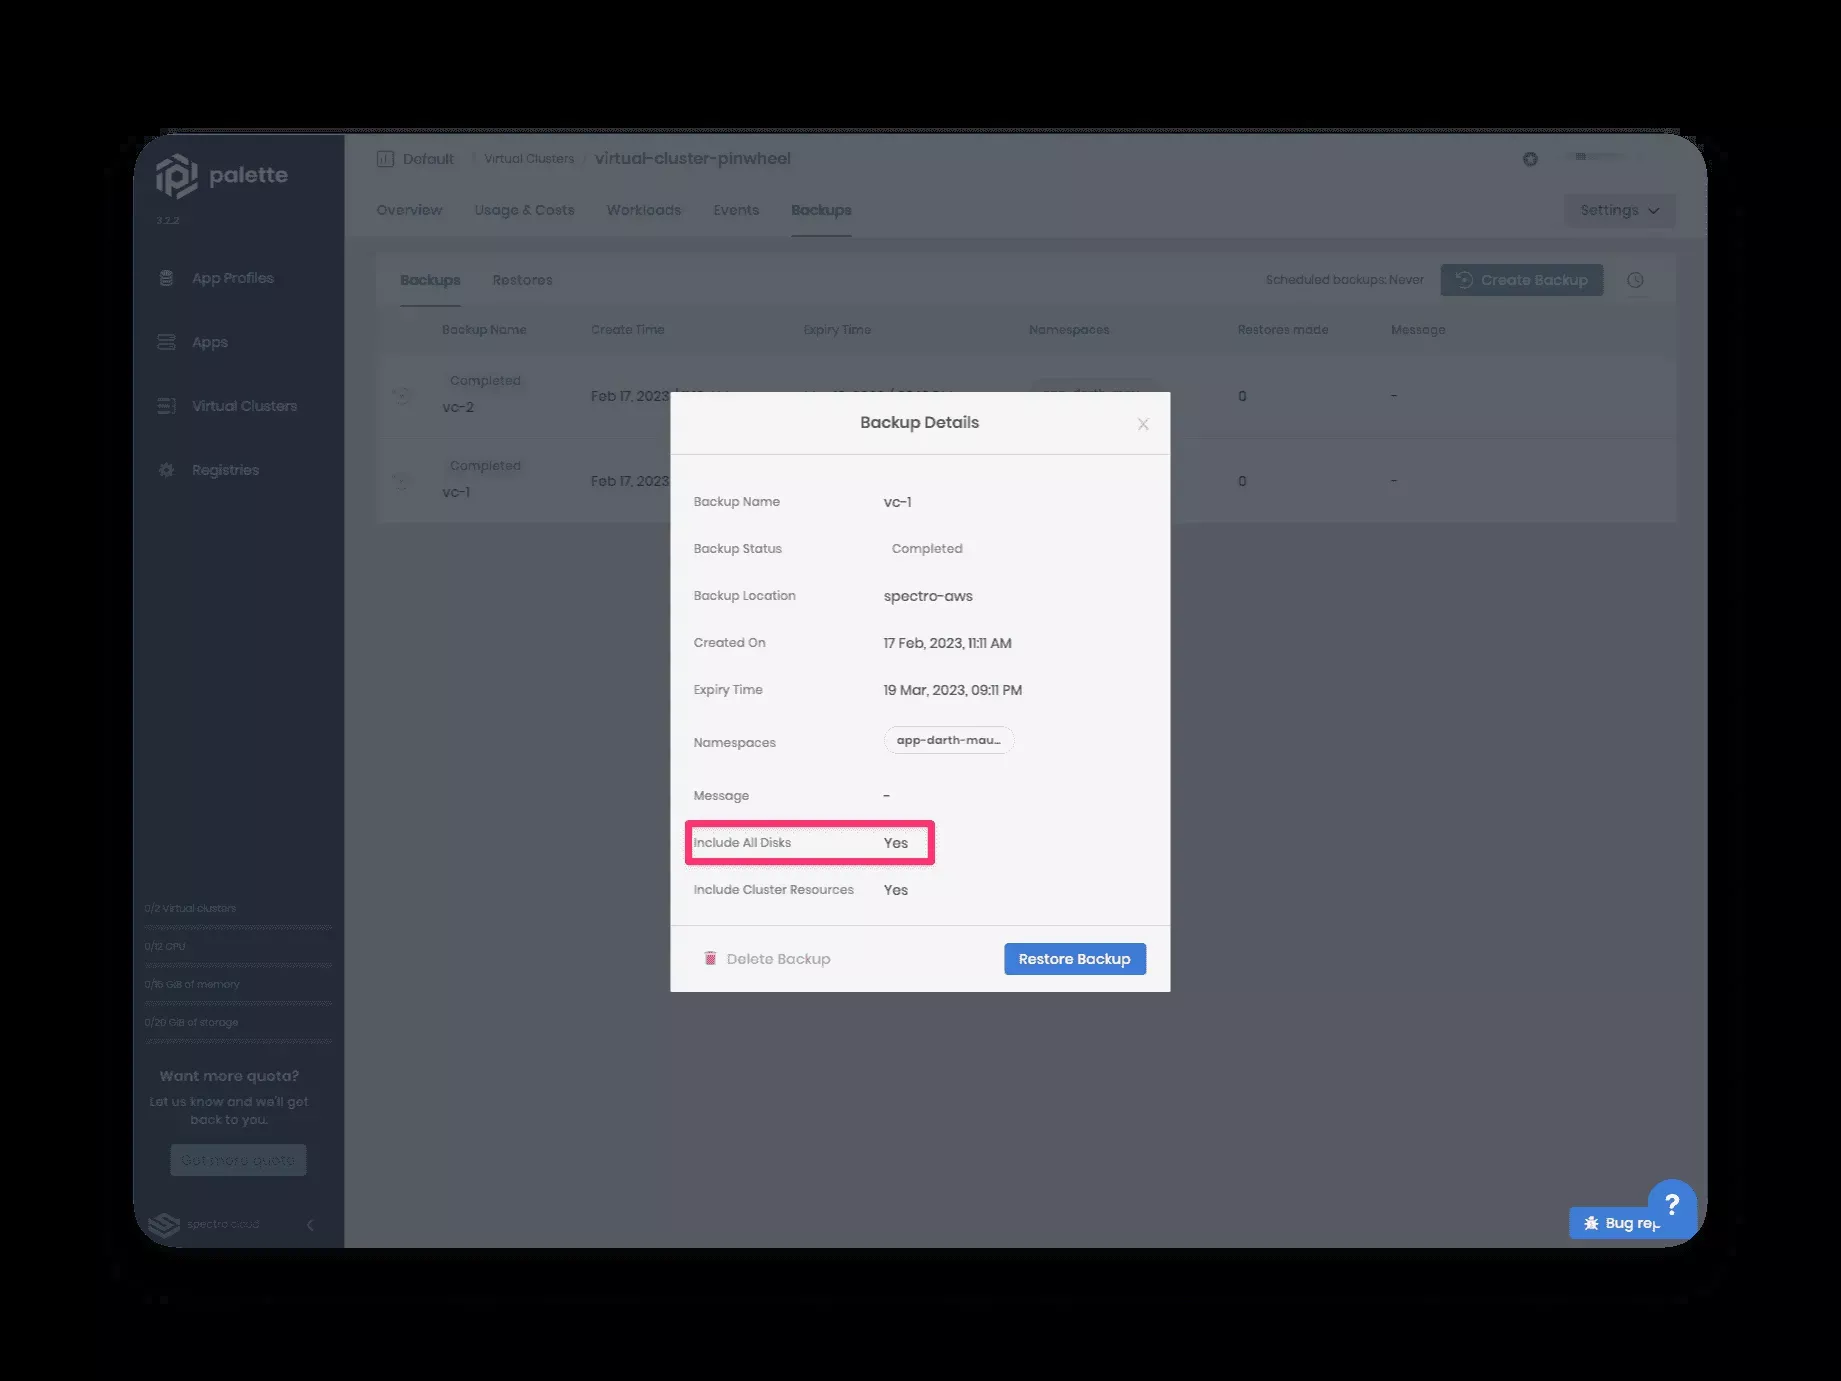 palette
3.2.2
App Profiles
Apps
Virtual Clusters
Registries
0/2 Virtual clusters
0/12 CPU
0/16 GiB of memory
0/20 GiB of storage
Want more quota?
Let us know and we'll get
back to you.
Get more quota
spectro cloud
Default Virtual Clusters virtual-cluster-pinwheel
Overview Usage & Costs Workloads Events Backups
Settings
Backups Restores Scheduled backups: Never Create Backup
Backup Name Create Time Expiry Time Namespaces Restores made Message
Completed
vc-2 Feb 17, 2023 0 -
Completed
vc-1 Feb 17, 2023 0 -
Backup Details
Backup Name vc-1
Backup Status Completed
Backup Location spectro-aws
Created On 17 Feb, 2023, 11:11 AM
Expiry Time 19 Mar, 2023, 09:11 PM
Namespaces app-darth-mau...
Message -
Include All Disks Yes
Include Cluster Resources Yes
Delete Backup Restore Backup
?
Bug rep